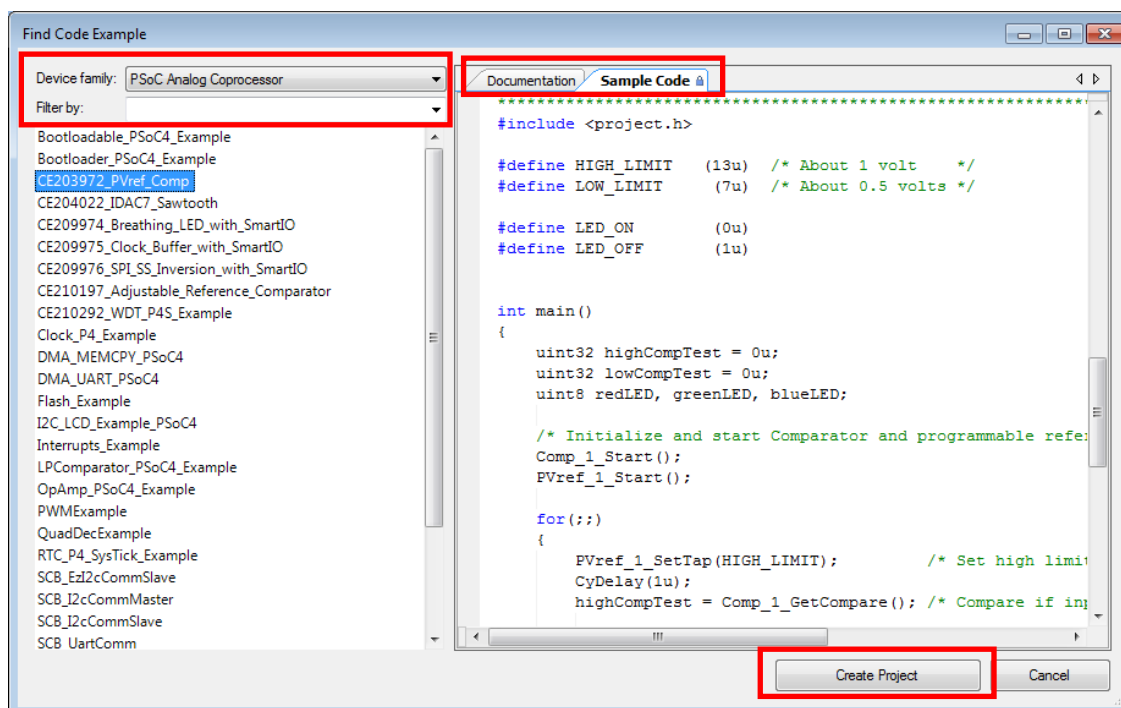 Find Code Example
Device family: PSoC Analog Coprocessor
Filter by:
Bootloadable_PSoC4_Example
Bootloader_PSoC4_Example
CE203972_PVref_Comp
CE204022_IDAC7_Sawtooth
CE209974_Breathing_LED_with_SmartIO
CE209975_Clock_Buffer_with_SmartIO
CE209976_SPI_SS_Inversion_with_SmartIO
CE210197_Adjustable_Reference_Comparator
CE210292_WDT_P4S_Example
Clock_P4_Example
DMA_MEMCPY_PSoC4
DMA_UART_PSoC4
Flash_Example
I2C_LCD_Example_PSoC4
Interrupts_Example
LPComparator_PSoC4_Example
OpAmp_PSoC4_Example
PWMExample
QuadDecExample
RTC_P4_SysTick_Example
SCB_EzI2cCommSlave
SCB_I2cCommMaster
SCB_I2cCommSlave
SCB_UartComm
Documentation Sample Code
*************************************************************
#include <project.h>
#define HIGH_LIMIT (13u) /* About 1 volt */
#define LOW_LIMIT (7u) /* About 0.5 volts */
#define LED_ON (0u)
#define LED_OFF (1u)
int main()
{
uint32 highCompTest = 0u;
uint32 lowCompTest = 0u;
uint8 redLED, greenLED, blueLED;
/* Initialize and start Comparator and programmable refe
Comp_1_Start();
PVref_1_Start();
for(;;)
{
PVref_1_SetTap(HIGH_LIMIT); /* Set high limit
CyDelay(1u);
highCompTest = Comp_1_GetCompare(); /* Compare if inp
Create Project Cancel